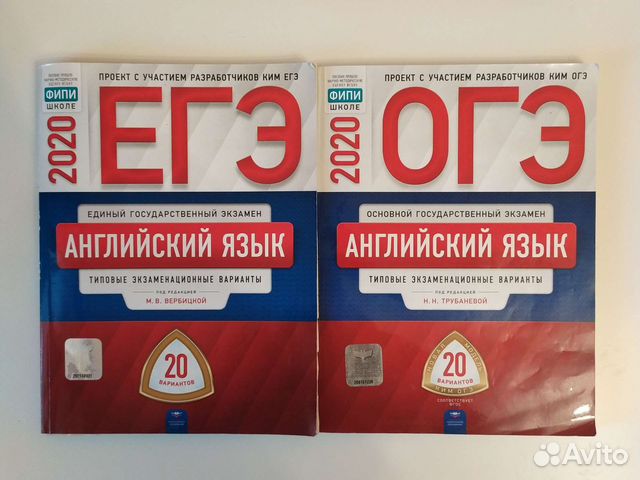 ПРОЕКТ С УЧАСТИЕМ РАЗРАБОТЧИКОВ КИМ ЕГЭ
ФИПИ
ШКОЛЕ
2020
ЕГЭ
ЕДИНЫЙ ГОСУДАРСТВЕННЫЙ ЭКЗАМЕН
АНГЛИЙСКИЙ ЯЗЫК
ТИПОВЫЕ ЭКЗАМЕНАЦИОННЫЕ ВАРИАНТЫ
ПОД РЕДАКЦИЕЙ
М. В. ВЕРБИЦКОЙ
20
ВАРИАНТОВ
ПРОЕКТ С УЧАСТИЕМ РАЗРАБОТЧИКОВ КИМ ОГЭ
ФИПИ
ШКОЛЕ
2020
ОГЭ
ОСНОВНОЙ ГОСУДАРСТВЕННЫЙ ЭКЗАМЕН
АНГЛИЙСКИЙ ЯЗЫК
ТИПОВЫЕ ЭКЗАМЕНАЦИОННЫЕ ВАРИАНТЫ
ПОД РЕДАКЦИЕЙ
Н. Н. ТРУБАНЕВОЙ
20
ВАРИАНТОВ
КИМ ОГЭ
СООТВЕТСТВУЕТ
ФГОС
Avito